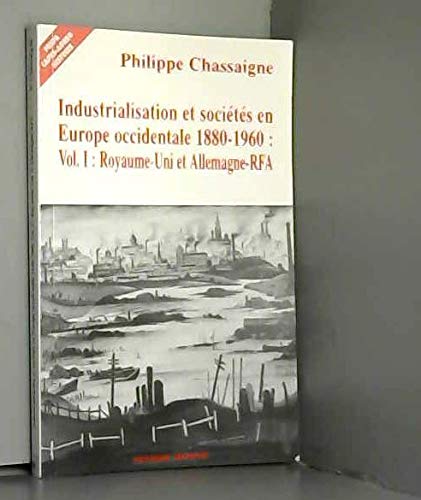 Philippe Chassaigne
Industrialisation et sociétés en
Europe occidentale 1880-1960 :
Vol. I : Royaume-Uni et Allemagne-RFA